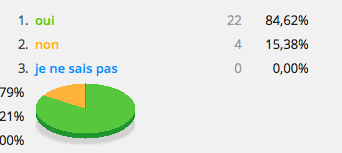 1. oui 22 84,62%
2. non 4 15,38%
3. je ne sais pas 0 0,00%
79%
21%
00%